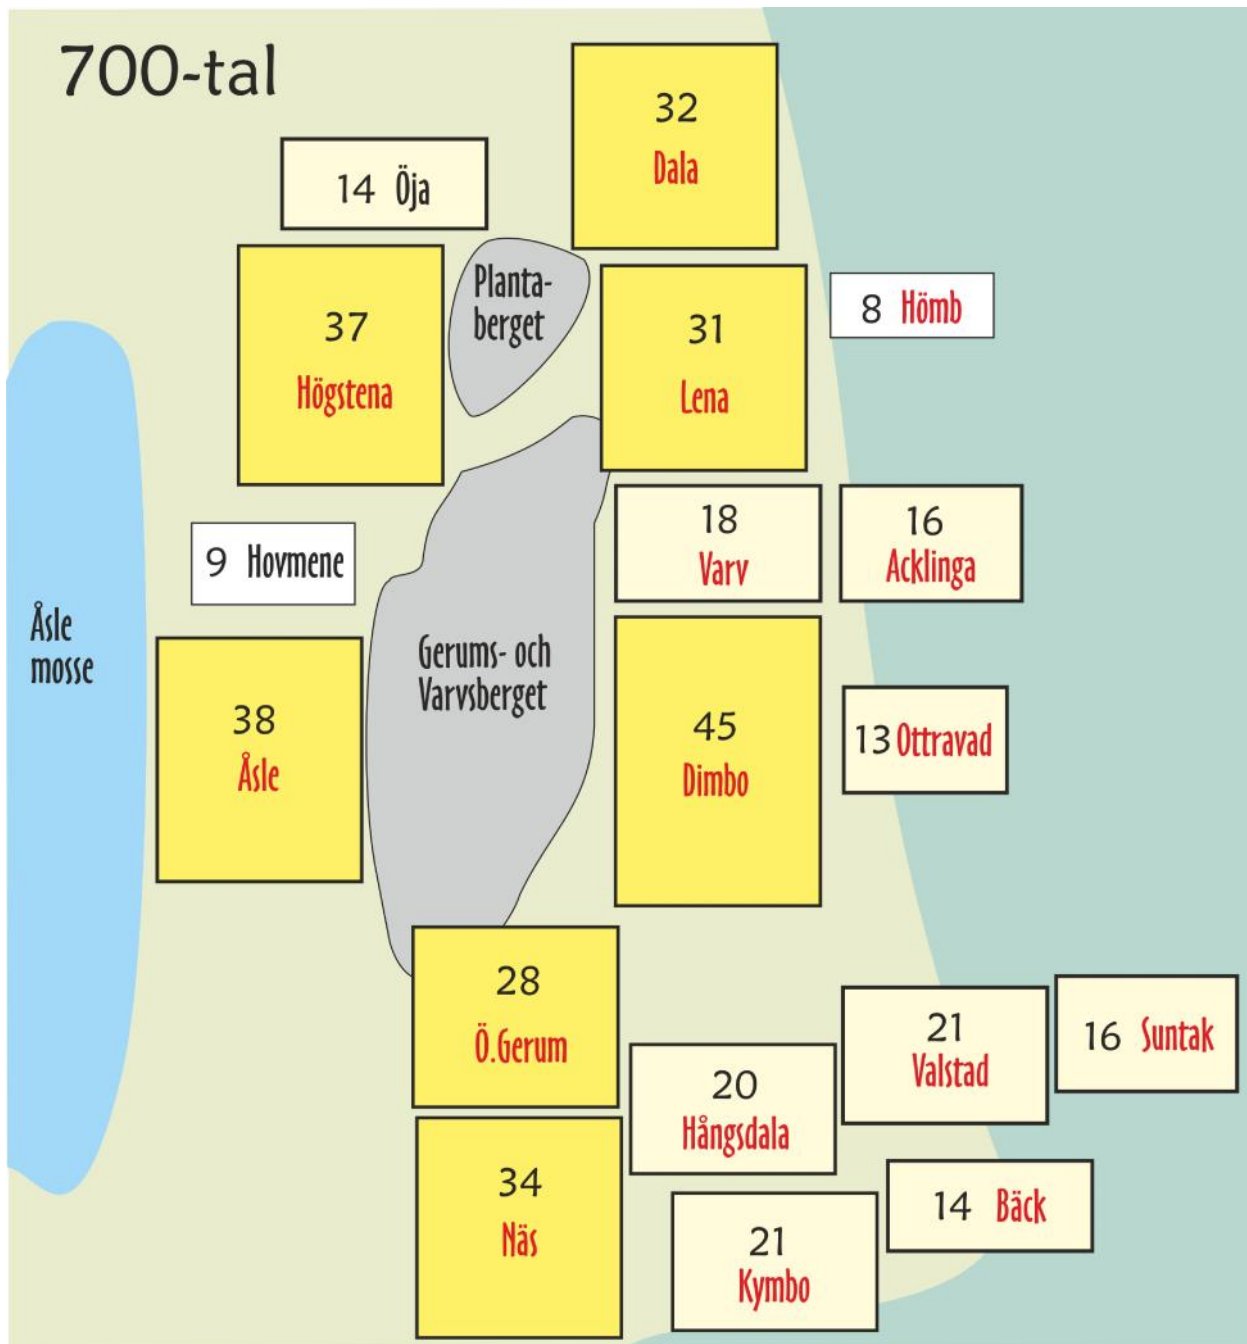 700-tal
32
Dala
14 Öja
Planta-
berget
37
Högstena
31
Lena
8 Hömb
18
Varv
16
Acklinga
9 Hovmene
Åsle
mosse
Gerums- och
Varvsberget
38
Åsle
45
Dimbo
13 Ottravad
28
Ö.Gerum
21
Valstad
16 Suntak
20
Hångsdala
34
Näs
14 Bäck
21
Kymbo